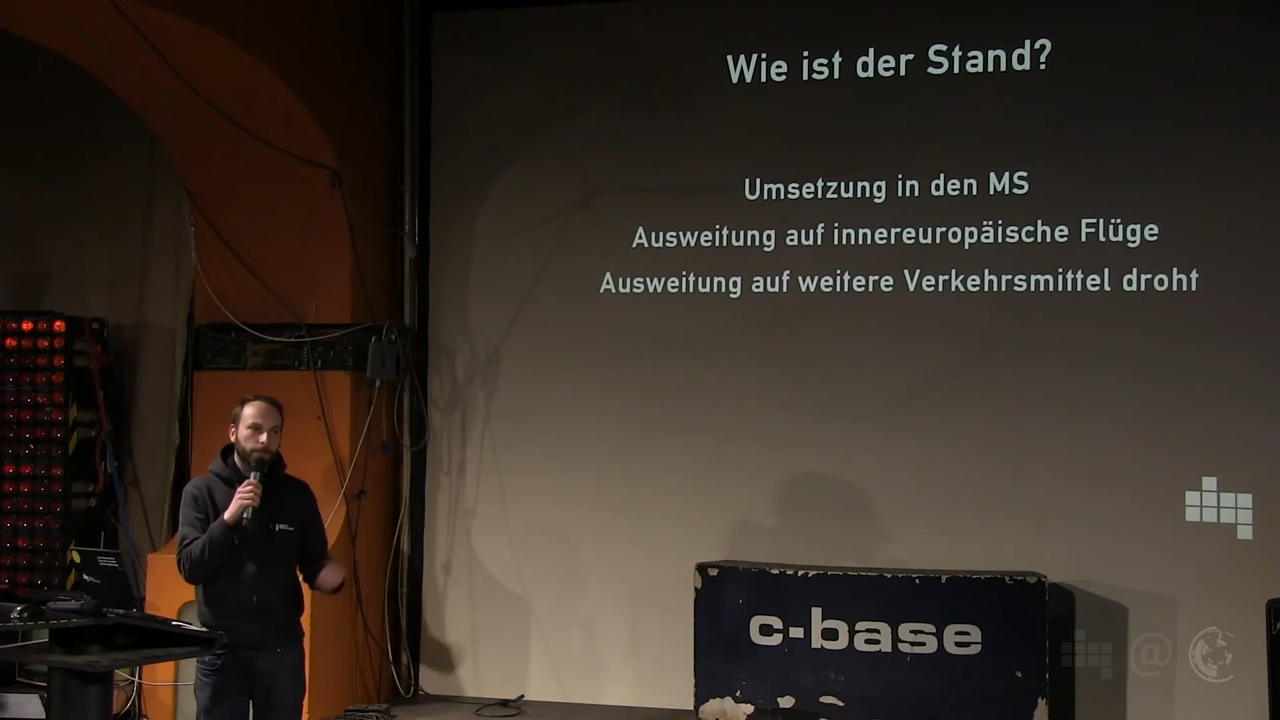 Wie ist der Stand?
Umsetzung in den MS
Ausweitung auf innereuropäische Flüge
Ausweitung auf weitere Verkehrsmittel droht
c-base
@